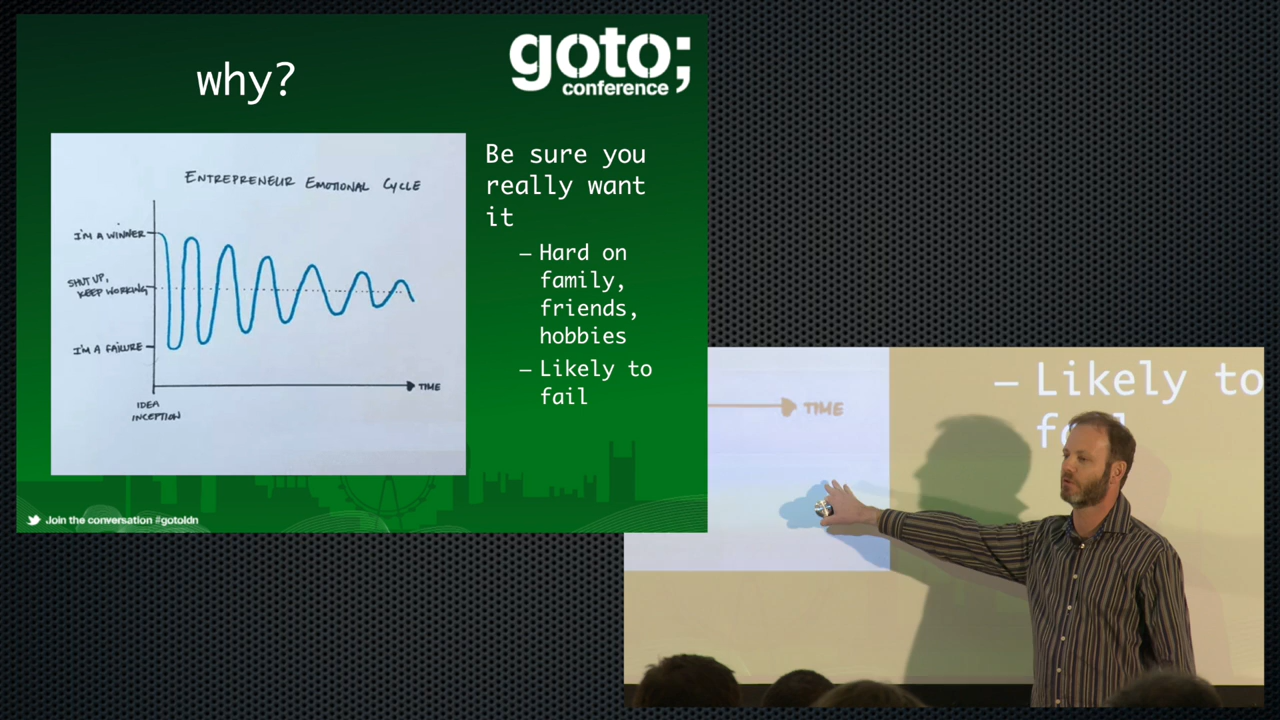 why?
goto;
conference
ENTREPRENEUR EMOTIONAL CYCLE
I'M A WINNER
SHUT UP,
KEEP WORKING
I'M A FAILURE
TIME
IDEA
INCEPTION
Be sure you
really want
it
– Hard on
family,
friends,
hobbies
– Likely to
fail
Join the conversation #gotoldn
– Likely to
TIME